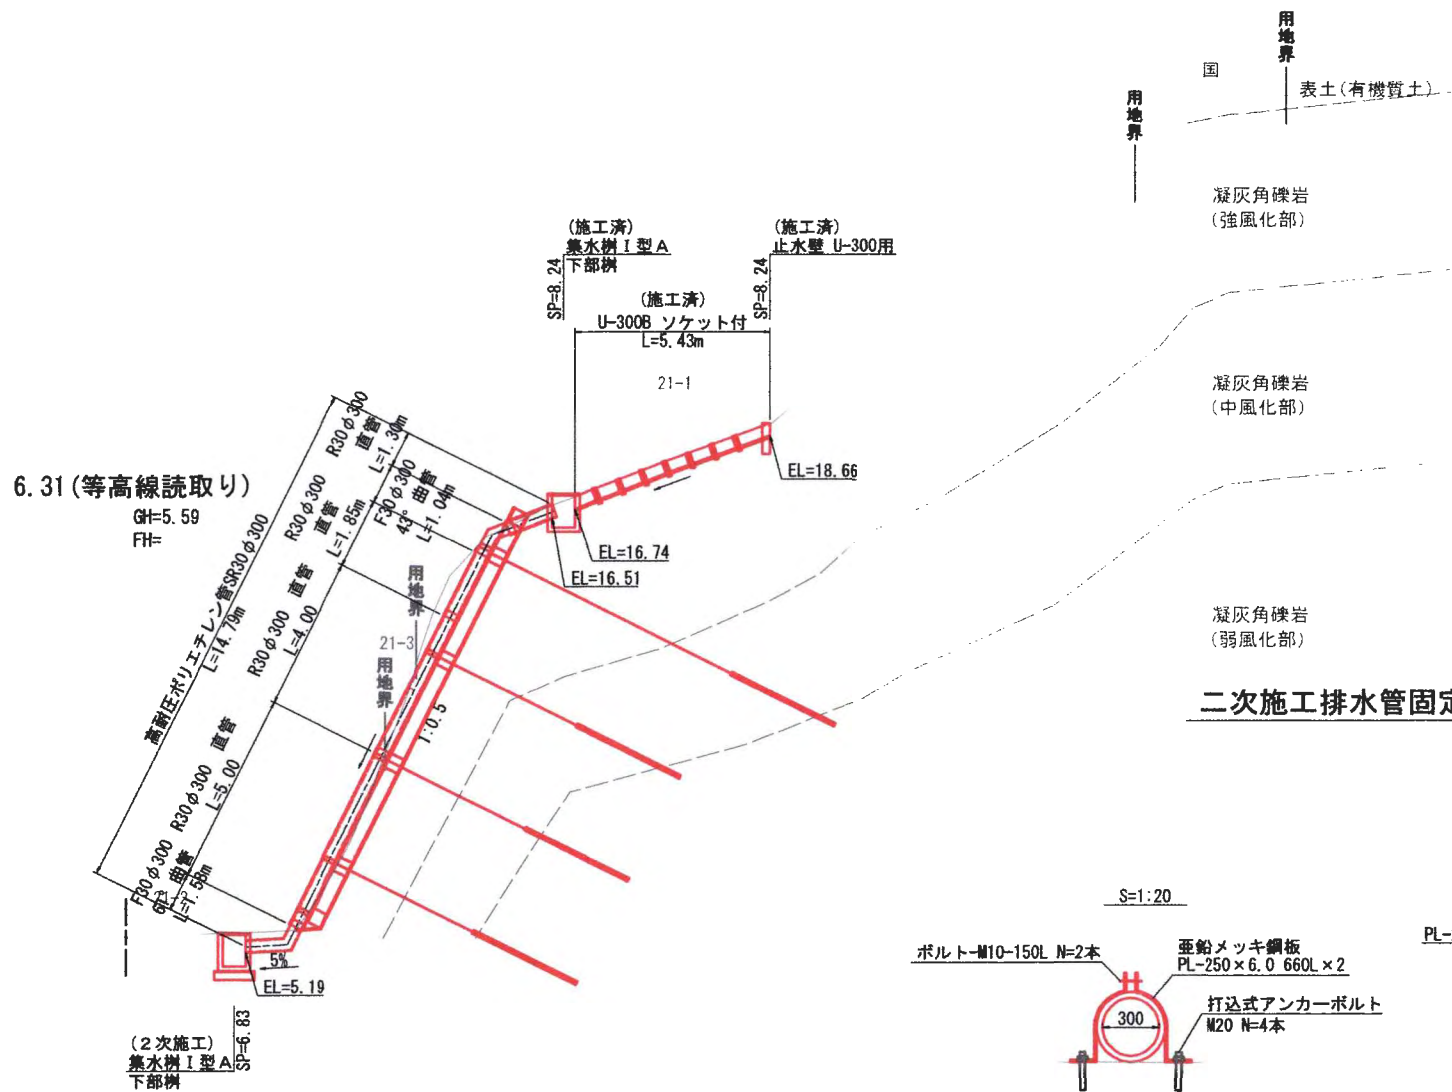 用地界
国
表土(有機質土)
用地界
凝灰角礫岩
(強風化部)
(施工済)
集水桝Ⅰ型A
下部桝
SP=8.24
(施工済)
止水壁 U-300用
SP=8.24
(施工済)
U-300B ソケット付
L=5.43m
21-1
凝灰角礫岩
(中風化部)
EL=18.66
6.31(等高線読取り)
GH=5.59
FH=
R30φ300 直管
L=1.30m
F30φ300
43° 曲管
L=1.04m
R30φ300 直管
L=1.85m
高耐圧ポリエチレン管SR30φ300
L=14.79m
R30φ300 直管
L=4.00
R30φ300 直管
L=5.00
F30φ300
曲管
L=1.58m
EL=16.74
EL=16.51
用地界
21-3
用地界
1:0.5
凝灰角礫岩
(弱風化部)
二次施工排水管固定
5%
EL=5.19
SP=6.83
(2次施工)
集水桝Ⅰ型A
下部桝
S=1:20
ボルト-M10-150L N=2本
亜鉛メッキ鋼板
PL-250×6.0 660L×2
300
打込式アンカーボルト
M20 N=4本
PL-